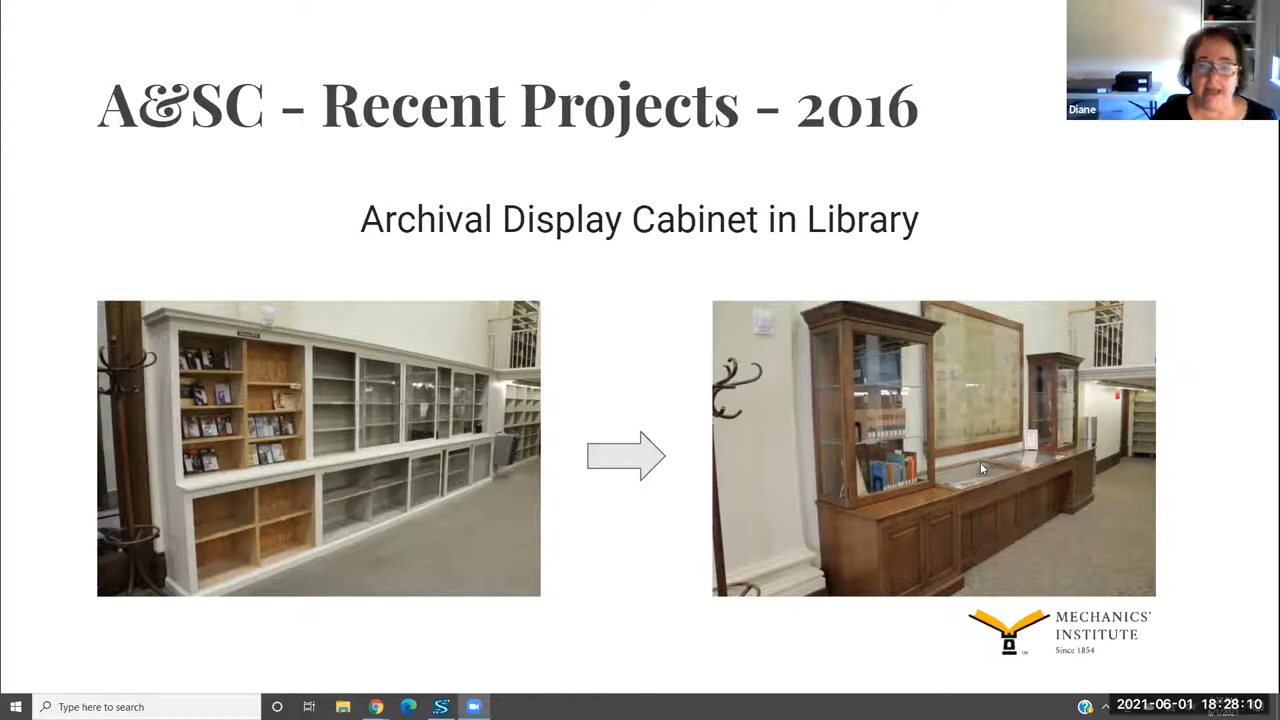 A&SC - Recent Projects - 2016
Diane
Archival Display Cabinet in Library
MECHANICS'
INSTITUTE
Since 1854
TM
Type here to search
2021-06-01 18:28:10